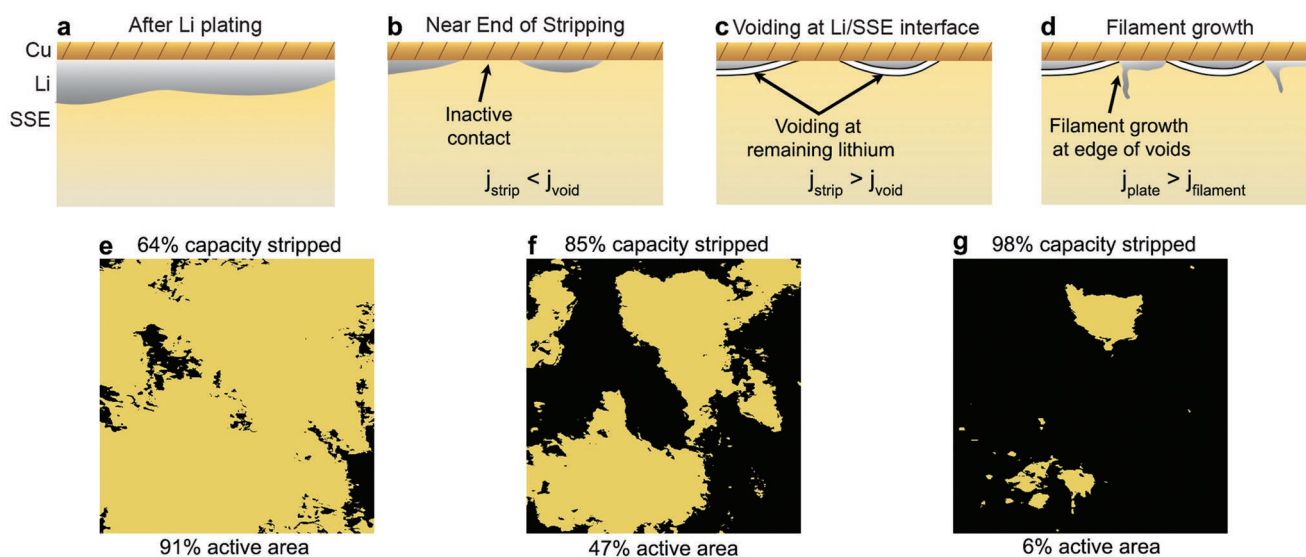 a After Li plating
b Near End of Stripping
c Voiding at Li/SSE interface
d Filament growth
Cu
Li
SSE
Inactive
contact
j_strip < j_void
Voiding at
remaining lithium
j_strip > j_void
Filament growth
at edge of voids
j_plate > j_filament
e 64% capacity stripped
91% active area
f 85% capacity stripped
47% active area
g 98% capacity stripped
6% active area